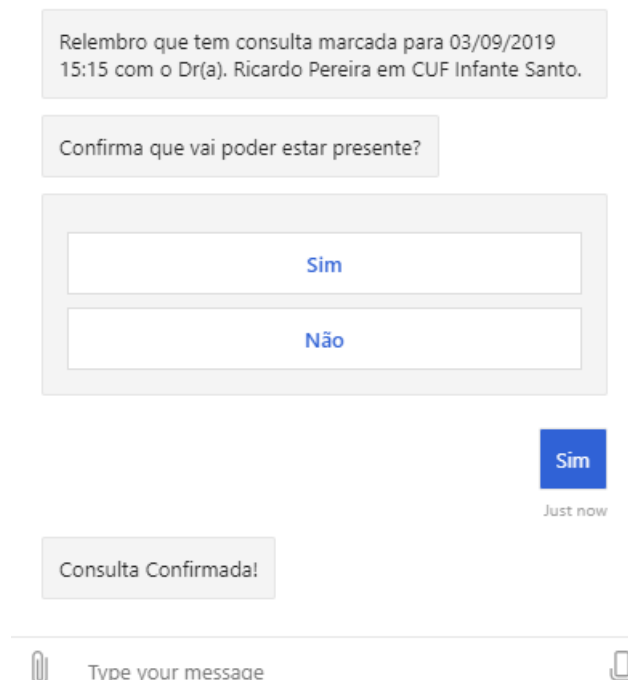 Relembro que tem consulta marcada para 03/09/2019
15:15 com o Dr(a). Ricardo Pereira em CUF Infante Santo.
Confirma que vai poder estar presente?
Sim
Não
Sim
Just now
Consulta Confirmada!
Type your message